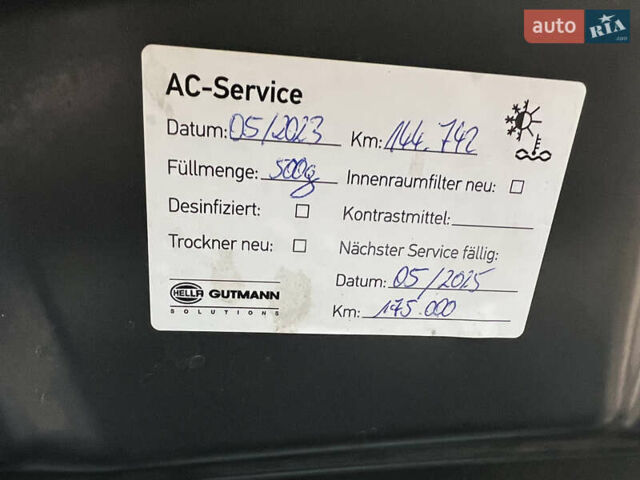 auto RIA.com
AC-Service
Datum: 05/2023 Km: 144.742
Füllmenge: 500g Innenraumfilter neu:
Desinfiziert: Kontrastmittel:
Trockner neu: Nächster Service fällig:
Datum: 05/2025
HELLA GUTMANN
SOLUTIONS
Km: 175.000